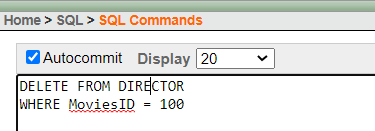 Home > SQL > SQL Commands
Autocommit Display 20
DELETE FROM DIRECTOR
WHERE MoviesID = 100